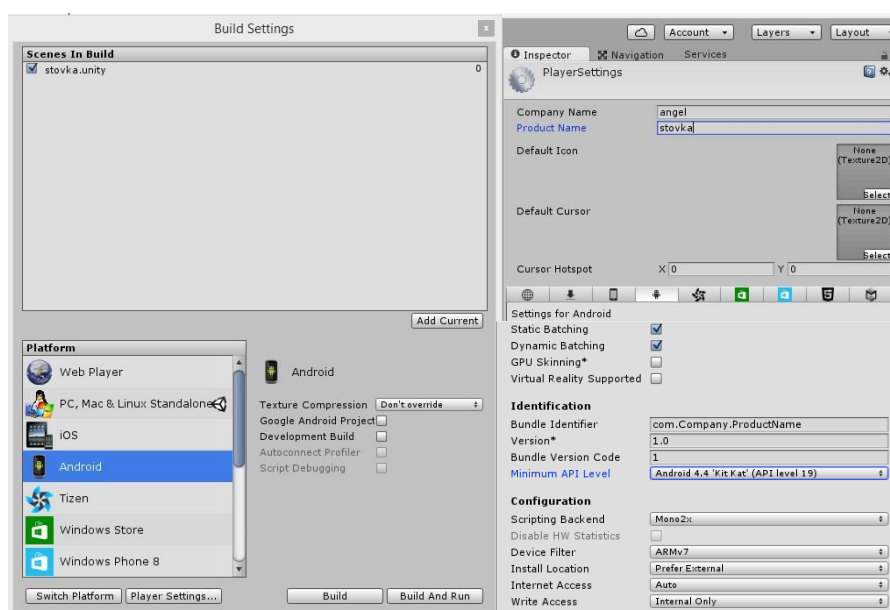 Build Settings
x
Scenes In Build
stovka.unity 0
Add Current
Platform
Web Player
PC, Mac & Linux Standalone
iOS
Android
Tizen
Windows Store
Windows Phone 8
Android
Texture Compression Don't override
Google Android Project
Development Build
Autoconnect Profiler
Script Debugging
Switch Platform Player Settings... Build Build And Run
Account Layers Layout
Inspector Navigation Services
PlayerSettings
Company Name angel
Product Name stovka
Default Icon None
(Texture2D)
Select
Default Cursor None
(Texture2D)
Select
Cursor Hotspot X 0 Y 0
Settings for Android
Static Batching
Dynamic Batching
GPU Skinning*
Virtual Reality Supported
Identification
Bundle Identifier com.Company.ProductName
Version* 1.0
Bundle Version Code 1
Minimum API Level Android 4.4 'Kit Kat' (API level 19)
Configuration
Scripting Backend Mono2x
Disable HW Statistics
Device Filter ARMv7
Install Location Prefer External
Internet Access Auto
Write Access Internal Only